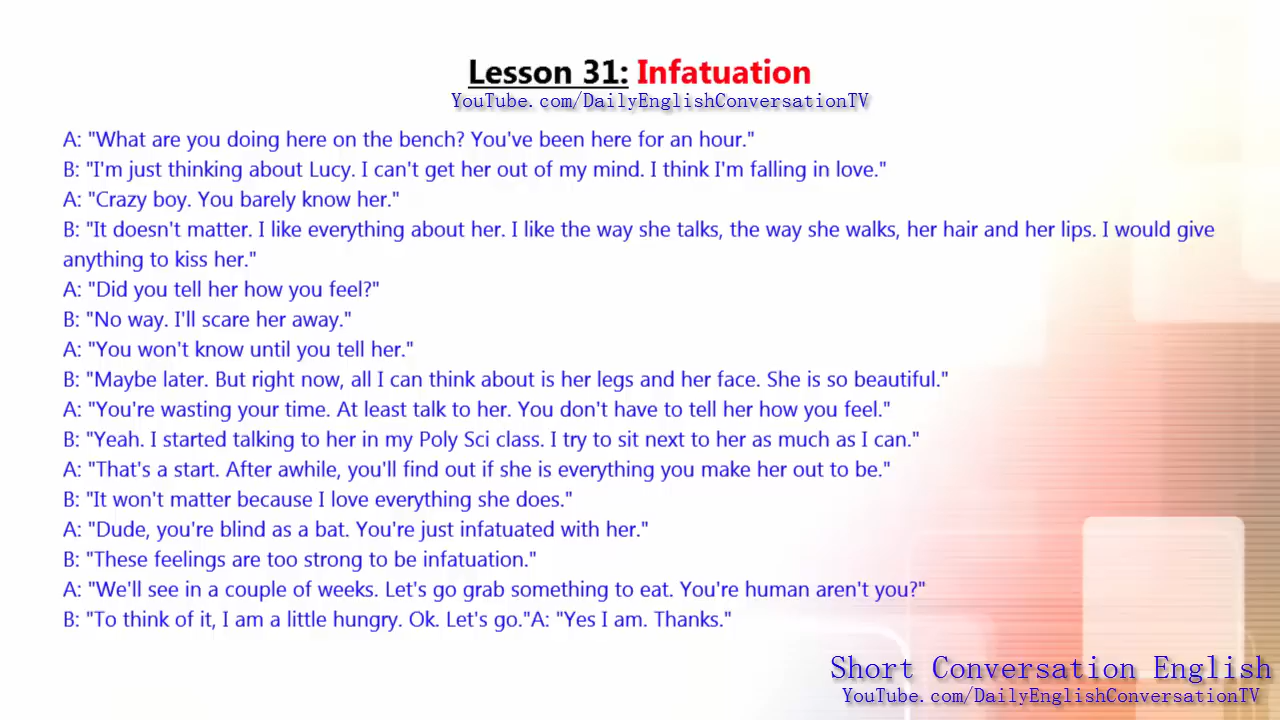 Lesson 31: Infatuation
YouTube.com/DailyEnglishConversationTV
A: "What are you doing here on the bench? You've been here for an hour."
B: "I'm just thinking about Lucy. I can't get her out of my mind. I think I'm falling in love."
A: "Crazy boy. You barely know her."
B: "It doesn't matter. I like everything about her. I like the way she talks, the way she walks, her hair and her lips. I would give
anything to kiss her."
A: "Did you tell her how you feel?"
B: "No way. I'll scare her away."
A: "You won't know until you tell her."
B: "Maybe later. But right now, all I can think about is her legs and her face. She is so beautiful."
A: "You're wasting your time. At least talk to her. You don't have to tell her how you feel."
B: "Yeah. I started talking to her in my Poly Sci class. I try to sit next to her as much as I can."
A: "That's a start. After awhile, you'll find out if she is everything you make her out to be."
B: "It won't matter because I love everything she does."
A: "Dude, you're blind as a bat. You're just infatuated with her."
B: "These feelings are too strong to be infatuation."
A: "We'll see in a couple of weeks. Let's go grab something to eat. You're human aren't you?"
B: "To think of it, I am a little hungry. Ok. Let's go."A: "Yes I am. Thanks."
Short Conversation English
YouTube.com/DailyEnglishConversationTV